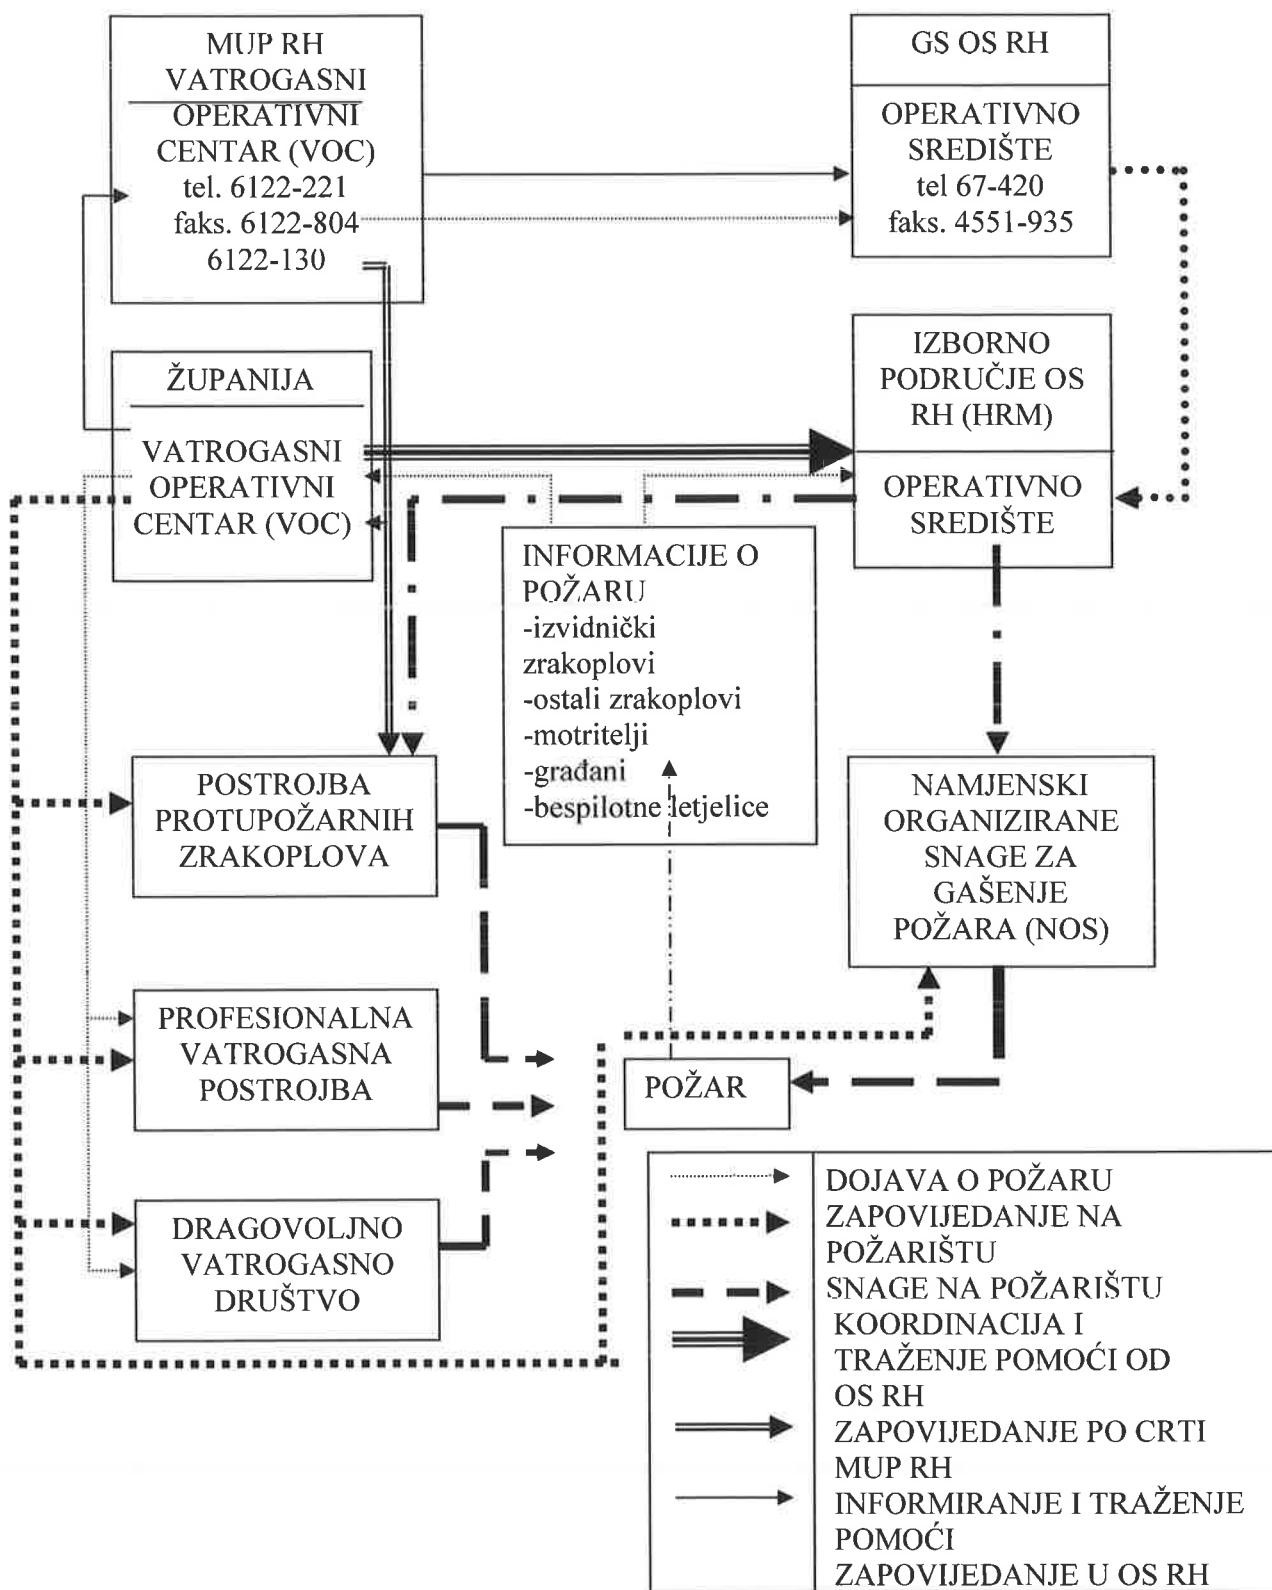 MUP RH
VATROGASNI
OPERATIVNI
CENTAR (VOC)
tel. 6122-221
faks. 6122-804
6122-130
GS OS RH
OPERATIVNO
SREDIŠTE
tel 67-420
faks. 4551-935
ŽUPANIJA
VATROGASNI
OPERATIVNI
CENTAR (VOC)
IZBORNO
PODRUČJE OS
RH (HRM)
OPERATIVNO
SREDIŠTE
INFORMACIJE O
POŽARU
-izvidnički
zrakoplovi
-ostali zrakoplovi
-motritelji
-građani
-bespilotne letjelice
POSTROJBA
PROTUPOŽARNIH
ZRAKOPLOVA
NAMJENSKI
ORGANIZIRANE
SNAGE ZA
GAŠENJE
POŽARA (NOS)
PROFESIONALNA
VATROGASNA
POSTROJBA
POŽAR
DRAGOVOLJNO
VATROGASNO
DRUŠTVO
DOJAVA O POŽARU
ZAPOVIJEDANJE NA
POŽARIŠTU
SNAGE NA POŽARIŠTU
KOORDINACIJA I
TRAŽENJE POMOĆI OD
OS RH
ZAPOVIJEDANJE PO CRTI
MUP RH
INFORMIRANJE I TRAŽENJE
POMOĆI
ZAPOVIJEDANJE U OS RH